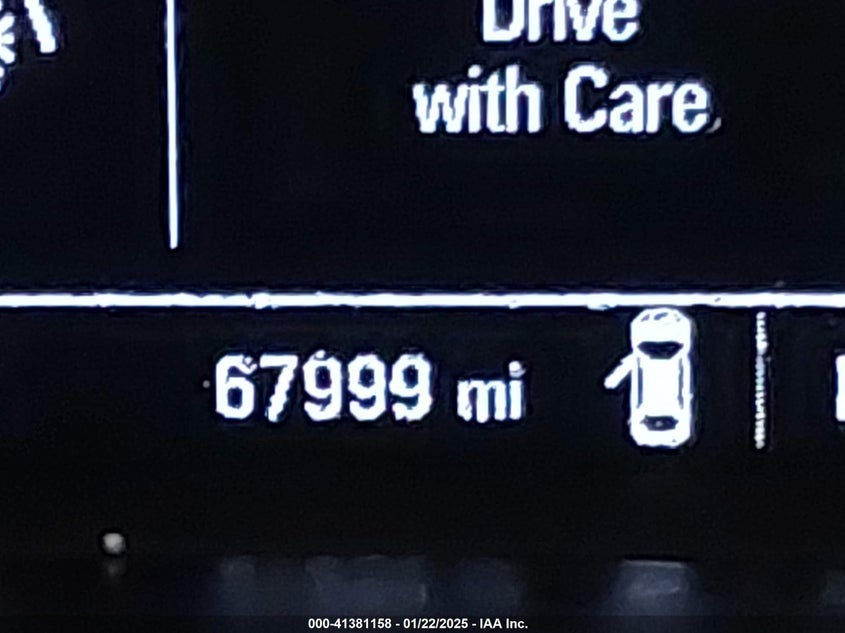 Drive
with Care
67999 mi
000-41381158 - 01/22/2025 - IAA Inc.